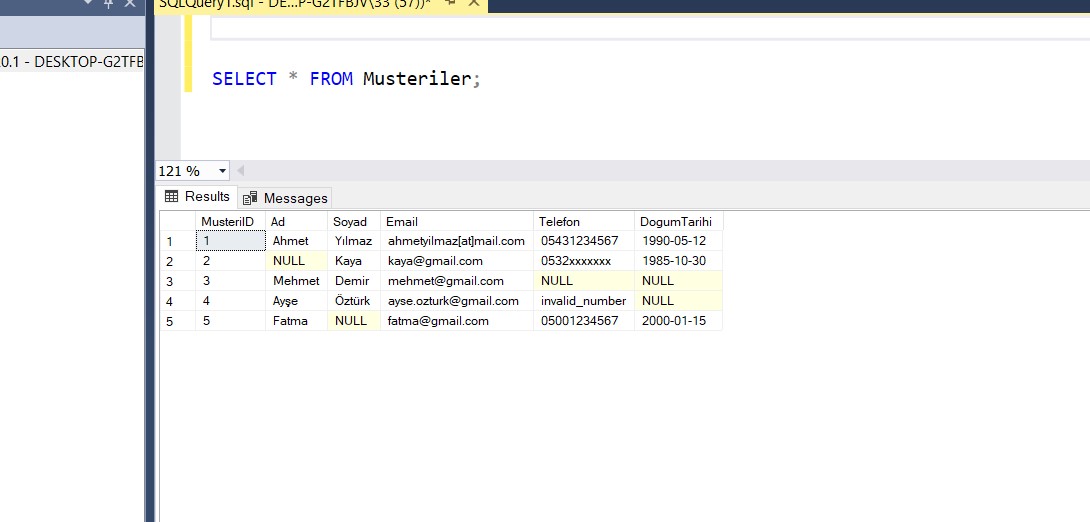 SQLQuery1.sql - DE...P-G2TFBJV\33 (57))*
0.1 - DESKTOP-G2TFB
SELECT * FROM Musteriler;
121 %
Results Messages
MusteriID Ad Soyad Email Telefon DogumTarihi
1 1 Ahmet Yılmaz ahmetyilmaz[at]mail.com 05431234567 1990-05-12
2 2 NULL Kaya kaya@gmail.com 0532xxxxxxx 1985-10-30
3 3 Mehmet Demir mehmet@gmail.com NULL NULL
4 4 Ayşe Öztürk ayse.ozturk@gmail.com invalid_number NULL
5 5 Fatma NULL fatma@gmail.com 05001234567 2000-01-15